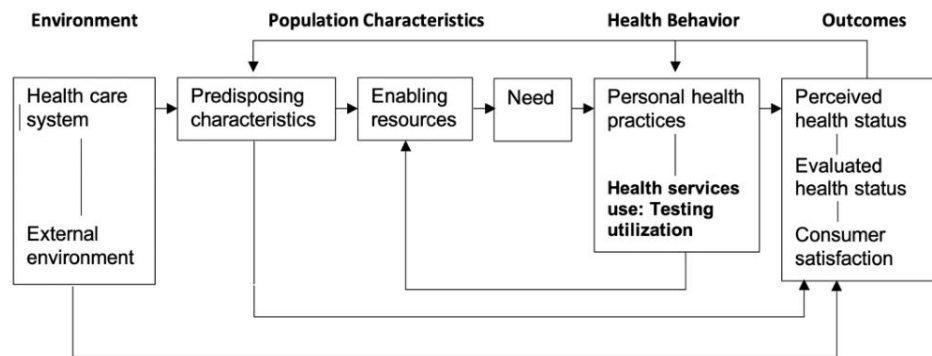 Environment
Population Characteristics
Health Behavior
Outcomes
Health care
system
External
environment
Predisposing
characteristics
Enabling
resources
Need
Personal health
practices
Health services
use: Testing
utilization
Perceived
health status
Evaluated
health status
Consumer
satisfaction